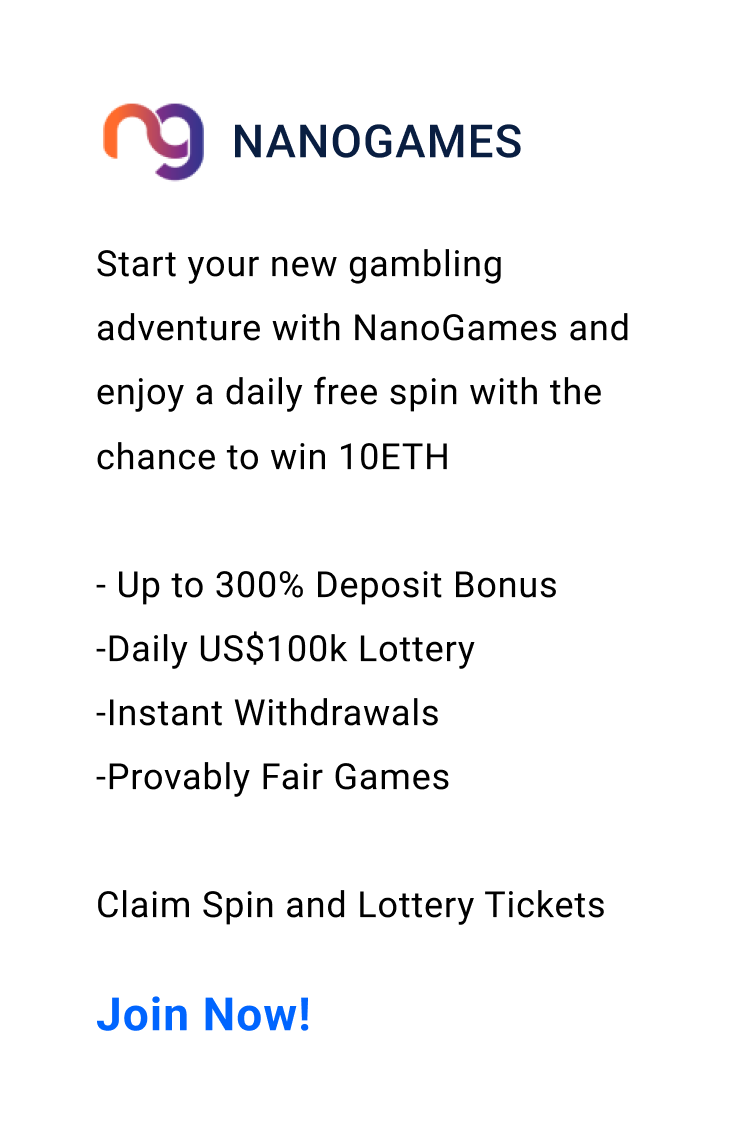 ng NANOGAMES
Start your new gambling
adventure with NanoGames and
enjoy a daily free spin with the
chance to win 10ETH
- Up to 300% Deposit Bonus
-Daily US$100k Lottery
-Instant Withdrawals
-Provably Fair Games
Claim Spin and Lottery Tickets
Join Now!